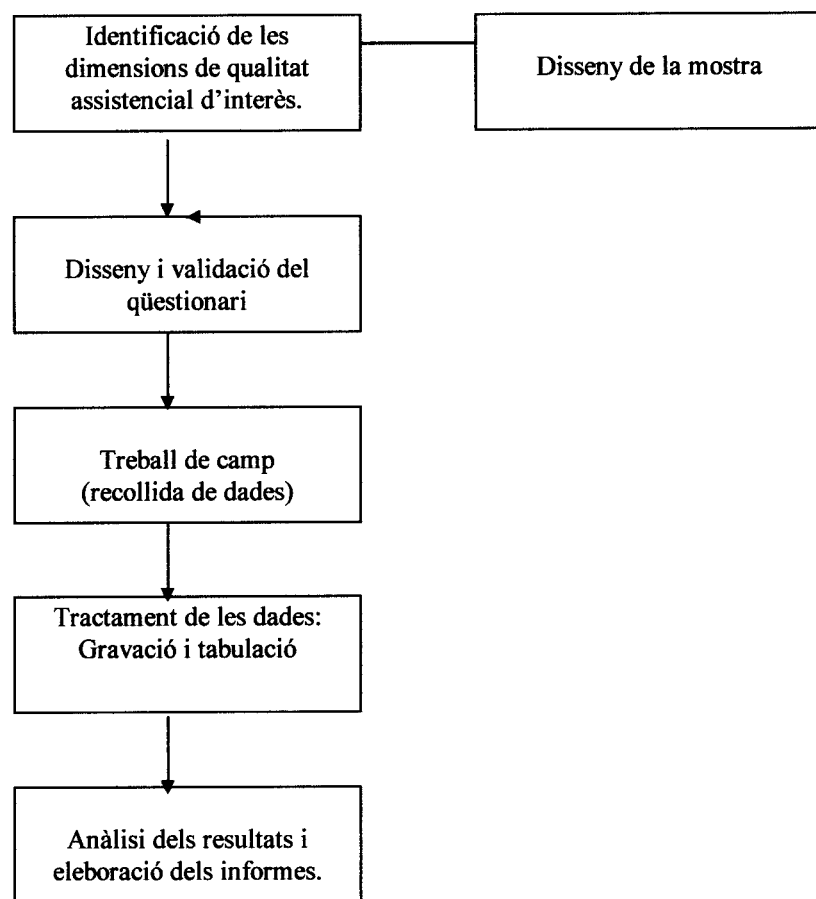 Identificació de les
dimensions de qualitat
assistencial d'interès.
Disseny de la mostra
Disseny i validació del
qüestionari
Treball de camp
(recollida de dades)
Tractament de les dades:
Gravació i tabulació
Anàlisi dels resultats i
eleboració dels informes.